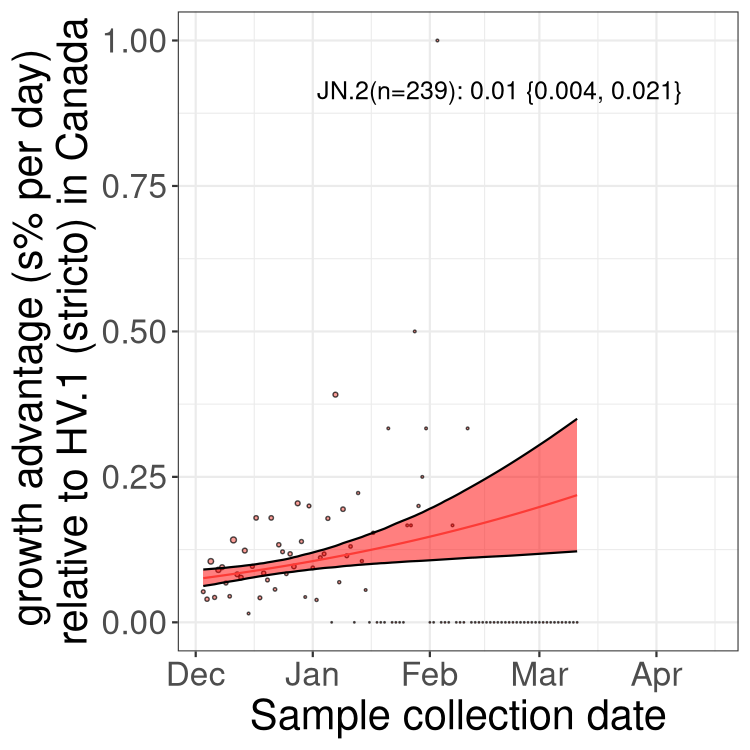 growth advantage (s% per day)
relative to HV.1 (stricto) in Canada
1.00
0.75
0.50
0.25
0.00
JN.2(n=239): 0.01 {0.004, 0.021}
Dec Jan Feb Mar Apr
Sample collection date